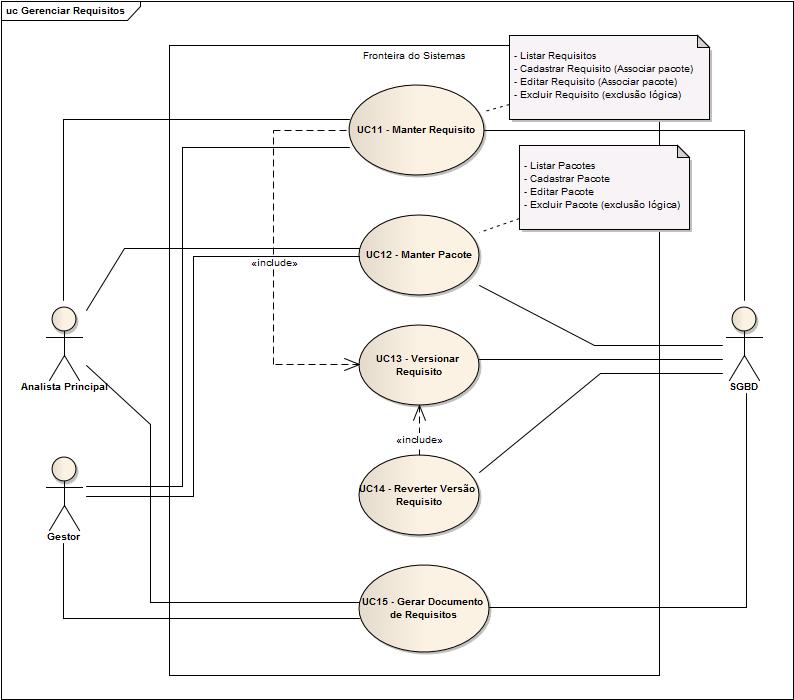 uc Gerenciar Requisitos
Fronteira do Sistemas
- Listar Requisitos
- Cadastrar Requisito (Associar pacote)
- Editar Requisito (Associar pacote)
- Excluir Requisito (exclusão lógica)
UC11 - Manter Requisito
- Listar Pacotes
- Cadastrar Pacote
- Editar Pacote
- Excluir Pacote (exclusão lógica)
UC12 - Manter Pacote
«include»
UC13 - Versionar
Requisito
Analista Principal
SGBD
«include»
UC14 - Reverter Versão
Requisito
Gestor
UC15 - Gerar Documento
de Requisitos